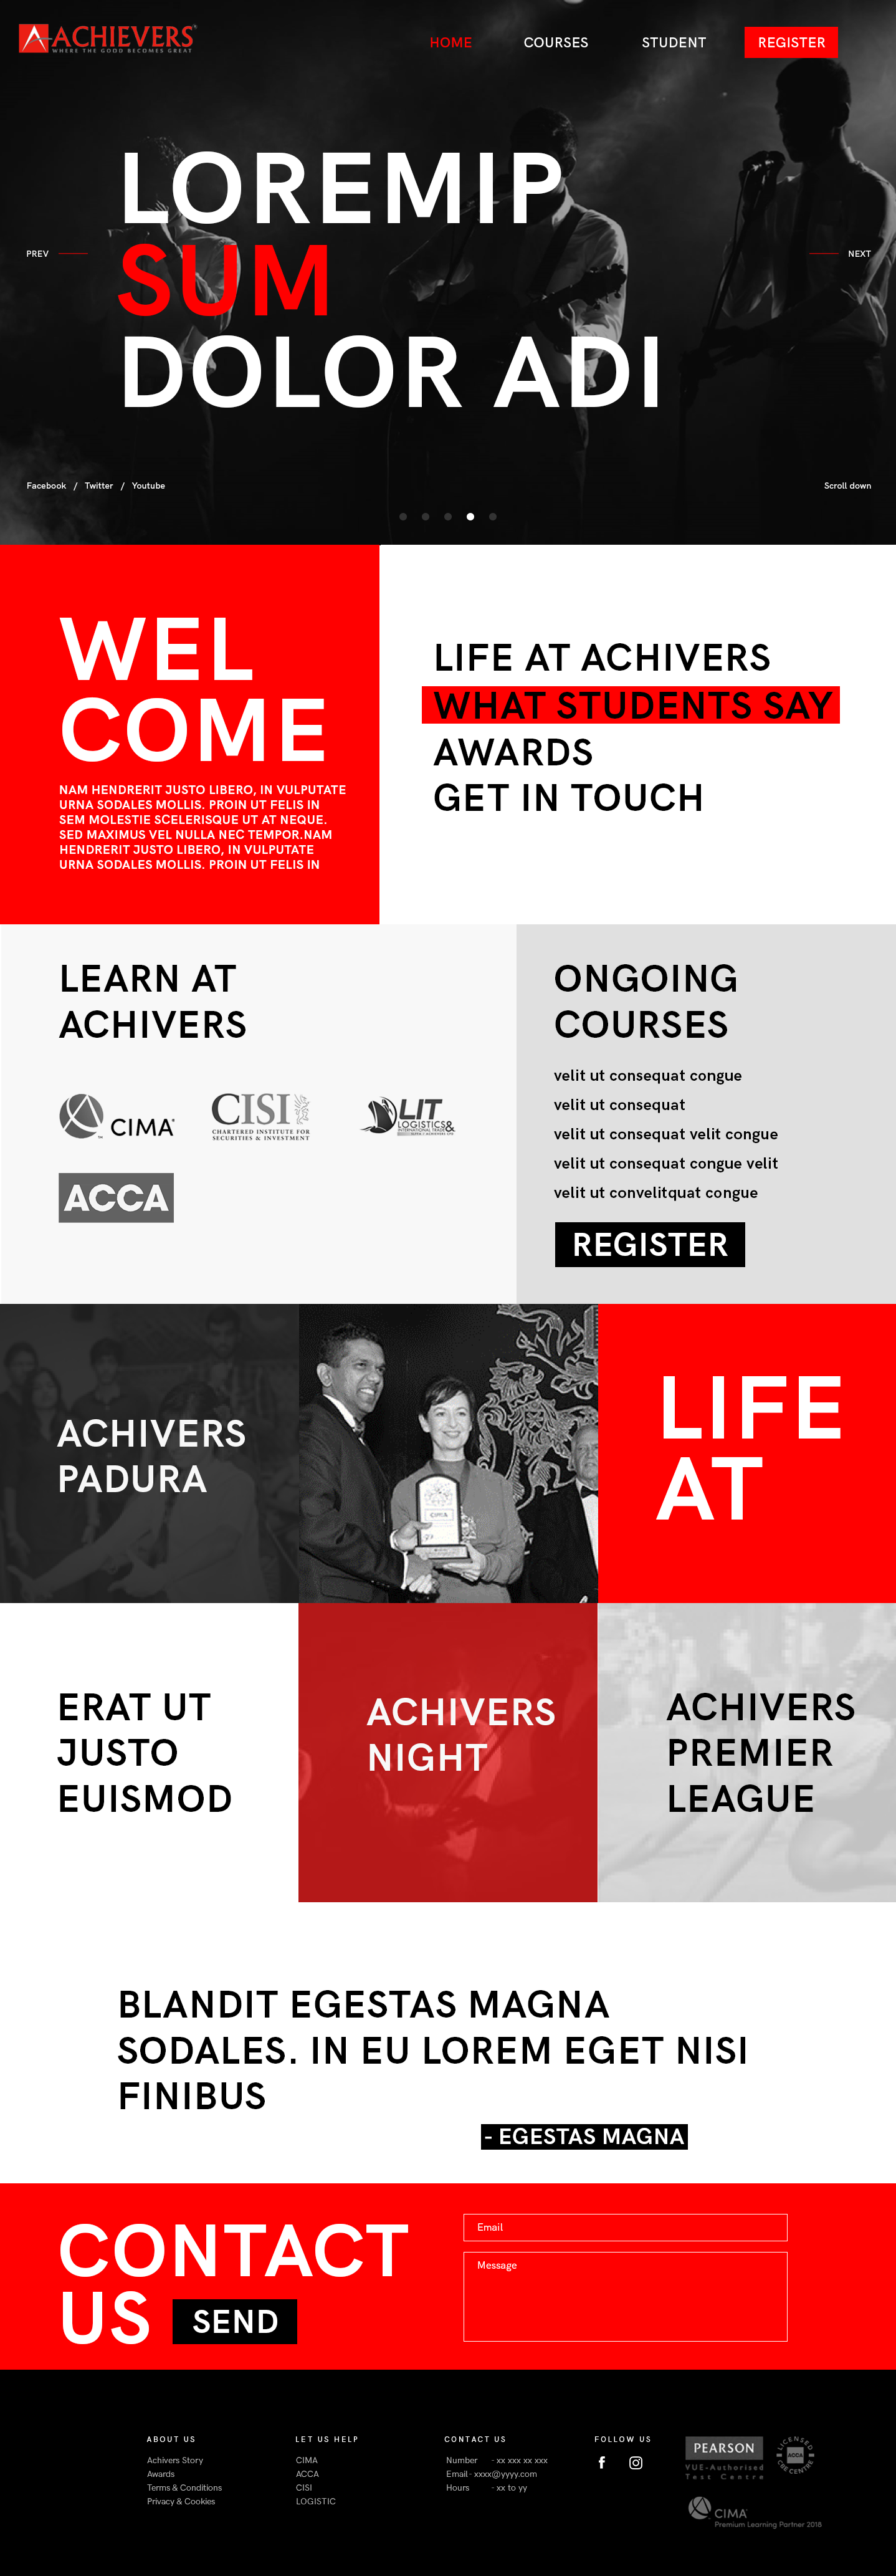 ACHIEVERS
WHERE THE GOOD BECOMES GREAT
HOME
COURSES
STUDENT
REGISTER
LOREMIP
SUM
DOLOR ADI
PREV
NEXT
Facebook / Twitter / Youtube
Scroll down
WEL
COME
NAM HENDRERIT JUSTO LIBERO, IN VULPUTATE
URNA SODALES MOLLIS. PROIN UT FELIS IN
SEM MOLESTIE SCELERISQUE UT AT NEQUE.
SED MAXIMUS VEL NULLA NEC TEMPOR.NAM
HENDRERIT JUSTO LIBERO, IN VULPUTATE
URNA SODALES MOLLIS. PROIN UT FELIS IN
LIFE AT ACHIVERS
WHAT STUDENTS SAY
AWARDS
GET IN TOUCH
LEARN AT
ACHIVERS
CIMA
CISI
CHARTERED INSTITUTE FOR
SECURITIES & INVESTMENT
LIT
LOGISTICS &
INTERNATIONAL TRADE
ACCA
ONGOING
COURSES
velit ut consequat congue
velit ut consequat
velit ut consequat velit congue
velit ut consequat congue velit
velit ut convelitquat congue
REGISTER
ACHIVERS
PADURA
CIMA
LIFE
AT
ERAT UT
JUSTO
EUISMOD
ACHIVERS
NIGHT
ACHIVERS
PREMIER
LEAGUE
BLANDIT EGESTAS MAGNA
SODALES. IN EU LOREM EGET NISI
FINIBUS
- EGESTAS MAGNA
CONTACT
US
SEND
Email
Message
ABOUT US
Achivers Story
Awards
Terms & Conditions
Privacy & Cookies
LET US HELP
CIMA
ACCA
CISI
LOGISTIC
CONTACT US
Number - xx xxx xx xxx
Email - xxxx@yyyy.com
Hours - xx to yy
FOLLOW US
PEARSON
VUE-Authorised
Test Centre
LICENSED
ACCA
CBE CENTRE
CIMA
Premium Learning Partner 2018